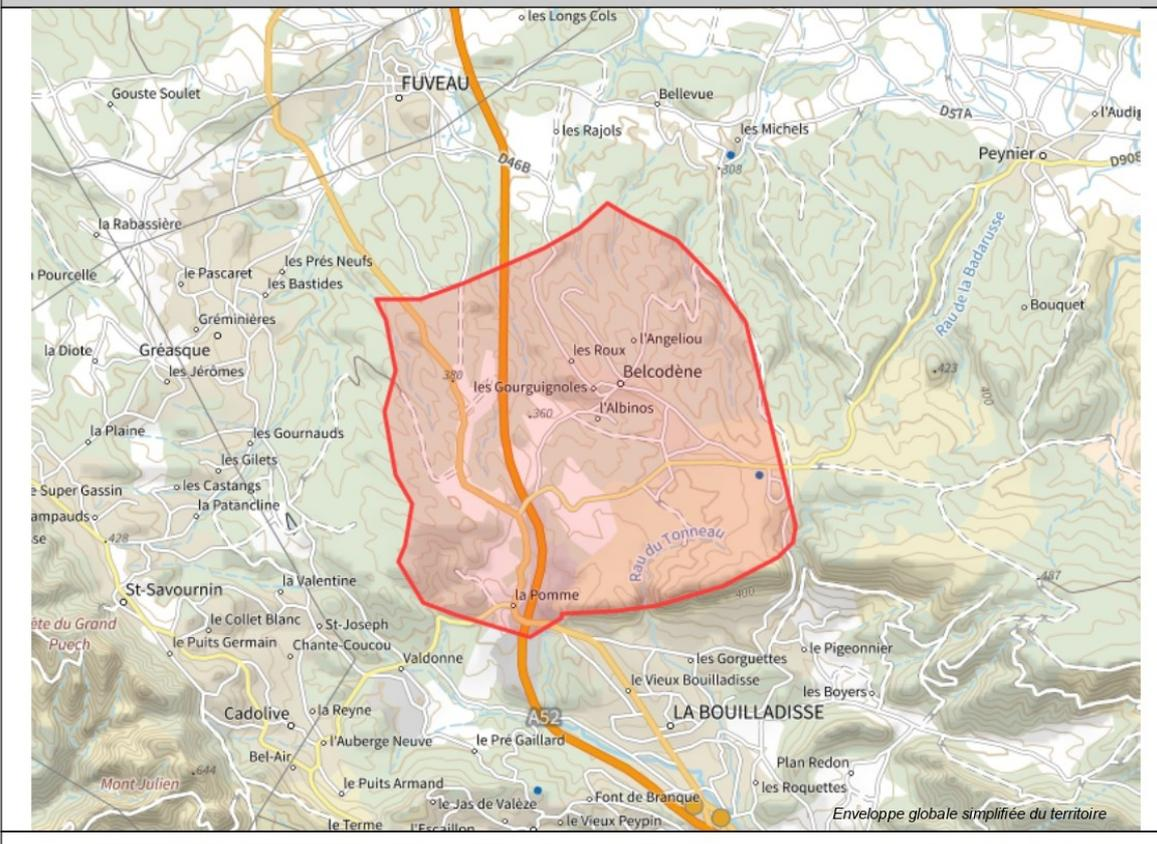 les Longs Cols
FUVEAU
Gouste Soulet
Bellevue
D57A
l'Audig
les Rajols
les Michels
D46B
Peynier
D908
308
la Rabassière
Rau de la Badarusse
les Prés Neufs
a Pourcelle
le Pascaret
les Bastides
Bouquet
Gréminières
l'Angeliou
la Diote
Gréasque
les Roux
les Jérômes
380
Belcodène
423
les Gourguignoles
400
360
l'Albinos
la Plaine
les Gournauds
les Gilets
e Super Gassin
les Castangs
la Patancline
ampauds
se
428
Rau du Tonneau
la Valentine
487
St-Savournin
la Pomme
400
le Collet Blanc
St-Joseph
ête du Grand
Puech
le Puits Germain
Chante-Coucou
le Pigeonnier
Valdonne
les Gorguettes
le Vieux Bouilladisse
les Boyers
Cadolive
la Reyne
A52
LA BOUILLADISSE
l'Auberge Neuve
le Pré Gaillard
Bel-Air
Plan Redon
644
Mont-Julien
le Puits Armand
les Roquettes
le Jas de Valèze
Font de Branque
Enveloppe globale simplifiée du territoire
le Terme
l'Escaillon
le Vieux Peypin